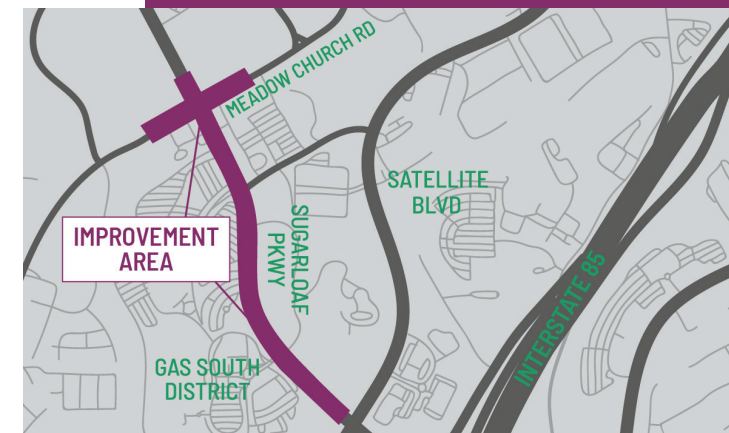 MEADOW CHURCH RD
SATELLITE
BLVD
IMPROVEMENT
AREA
SUGARLOAF
PKWY
INTERSTATE 85
GAS SOUTH
DISTRICT